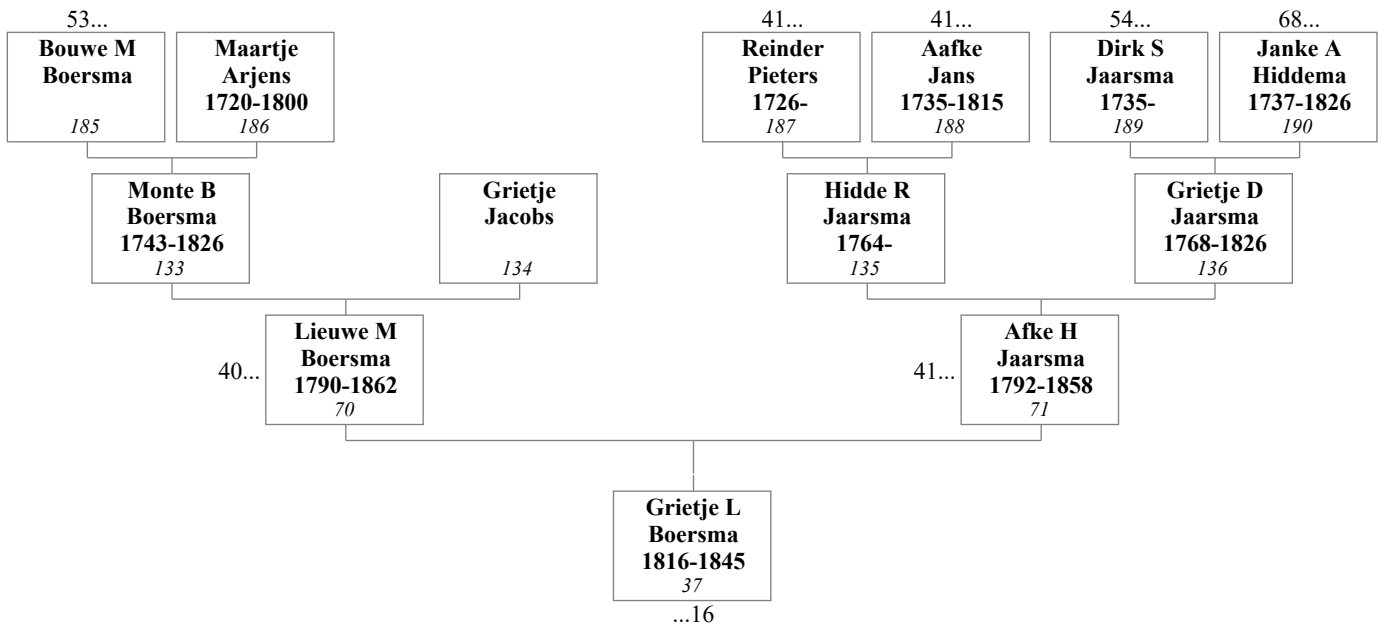 53...
Bouwe M
Boersma
185
Maartje
Arjens
1720-1800
186
41...
Reinder
Pieters
1726-
187
41...
Aafke
Jans
1735-1815
188
54...
Dirk S
Jaarsma
1735-
189
68...
Janke A
Hiddema
1737-1826
190
Monte B
Boersma
1743-1826
133
Grietje
Jacobs
134
Hidde R
Jaarsma
1764-
135
Grietje D
Jaarsma
1768-1826
136
40...
Lieuwe M
Boersma
1790-1862
70
41...
Afke H
Jaarsma
1792-1858
71
Grietje L
Boersma
1816-1845
37
...16